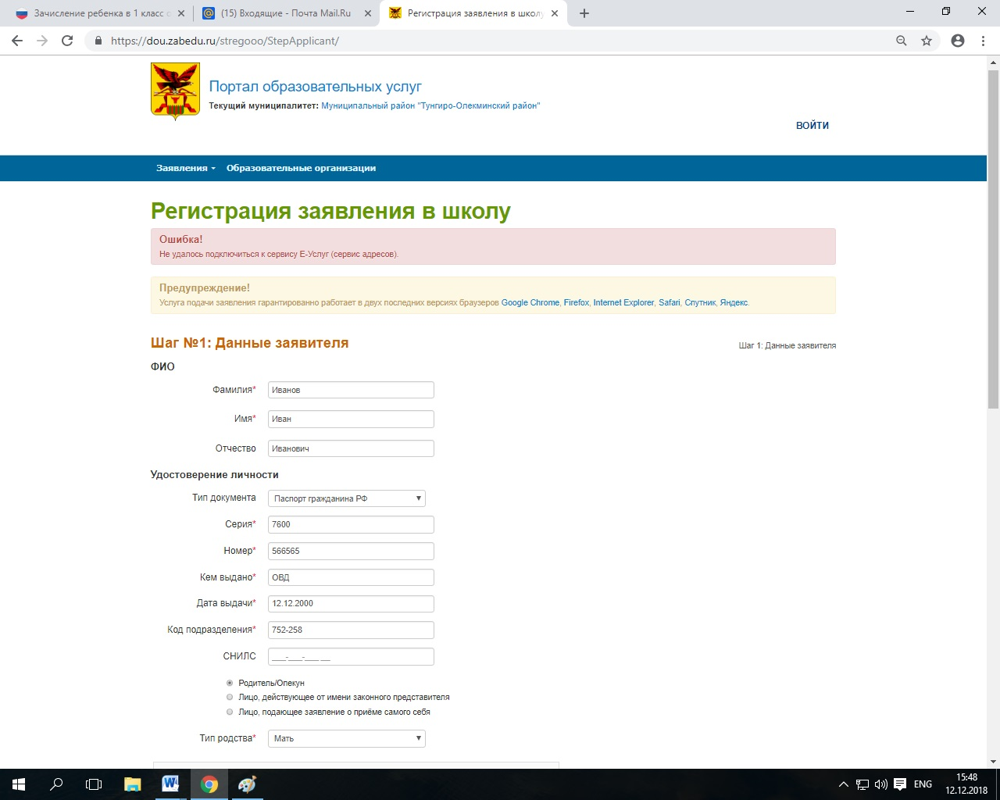 Зачисление ребенка в 1 класс о
(15) Входящие - Почта Mail.Ru
Регистрация заявления в школу
https://dou.zabedu.ru/stregooo/StepApplicant/
Портал образовательных услуг
Текущий муниципалитет: Муниципальный район "Тунгиро-Олекминский район"
ВОЙТИ
Заявления Образовательные организации
Регистрация заявления в школу
Ошибка!
Не удалось подключиться к сервису Е-Услуг (сервис адресов).
Предупреждение!
Услуга подачи заявления гарантированно работает в двух последних версиях браузеров Google Chrome, Firefox, Internet Explorer, Safari, Спутник, Яндекс.
Шаг №1: Данные заявителя
Шаг 1: Данные заявителя
ФИО
Фамилия* Иванов
Имя* Иван
Отчество Иванович
Удостоверение личности
Тип документа Паспорт гражданина РФ
Серия* 7600
Номер* 566565
Кем выдано* ОВД
Дата выдачи* 12.12.2000
Код подразделения* 752-258
СНИЛС ___-___-___ __
Родитель/Опекун
Лицо, действующее от имени законного представителя
Лицо, подающее заявление о приёме самого себя
Тип родства* Мать
ENG
15:48
12.12.2018